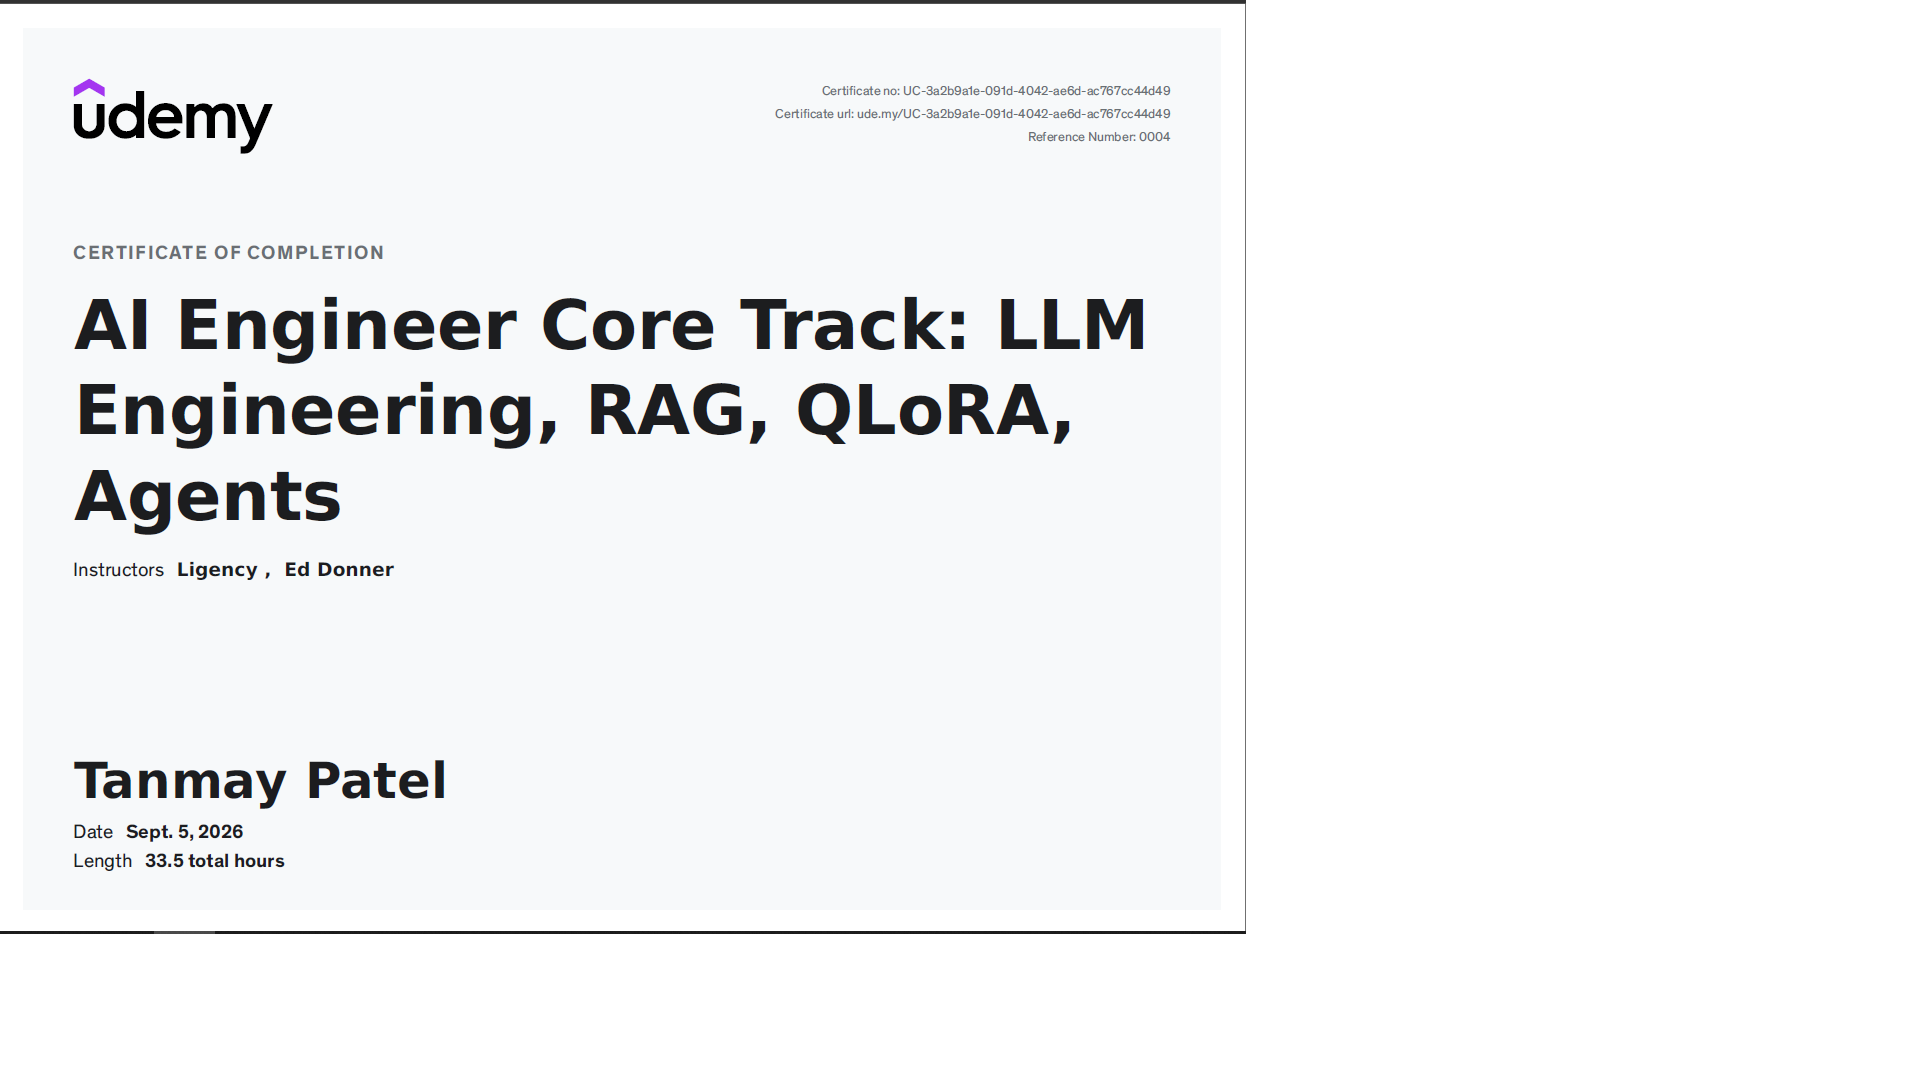 udemy
Certificate no: UC-3a2b9a1e-091d-4042-ae6d-ac767cc44d49
Certificate url: ude.my/UC-3a2b9a1e-091d-4042-ae6d-ac767cc44d49
Reference Number: 0004
CERTIFICATE OF COMPLETION
AI Engineer Core Track: LLM
Engineering, RAG, QLoRA,
Agents
Instructors Ligency , Ed Donner
Tanmay Patel
Date Sept. 5, 2026
Length 33.5 total hours